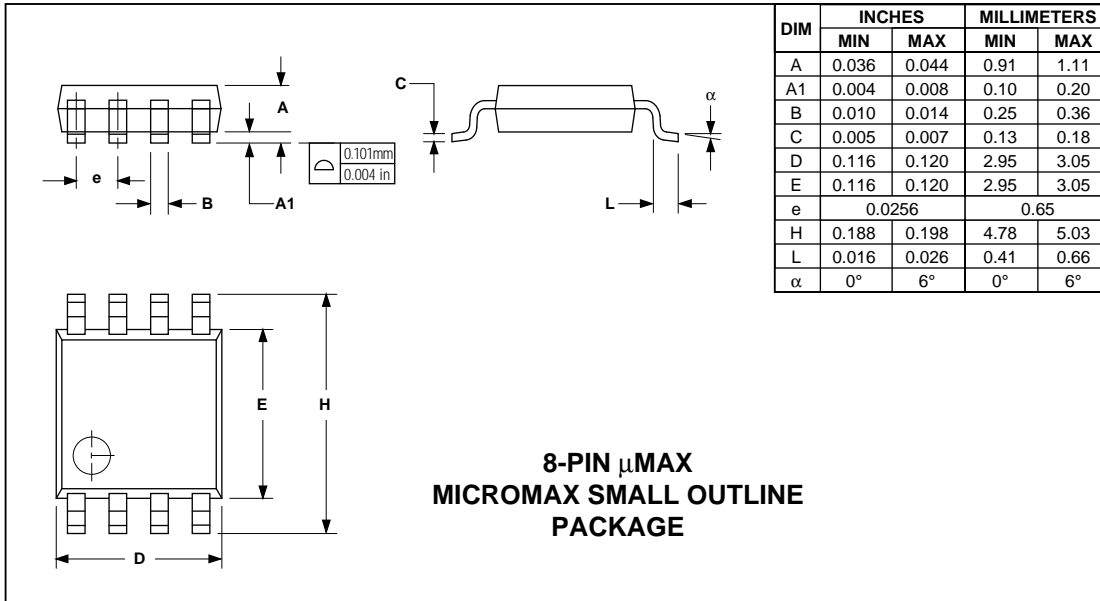 A
e
B
A1
0.101mm
0.004 in
C
α
L
DIM INCHES MILLIMETERS
MIN MAX MIN MAX
A 0.036 0.044 0.91 1.11
A1 0.004 0.008 0.10 0.20
B 0.010 0.014 0.25 0.36
C 0.005 0.007 0.13 0.18
D 0.116 0.120 2.95 3.05
E 0.116 0.120 2.95 3.05
e 0.0256 0.65
H 0.188 0.198 4.78 5.03
L 0.016 0.026 0.41 0.66
α 0° 6° 0° 6°
E
H
D
8-PIN µMAX
MICROMAX SMALL OUTLINE
PACKAGE